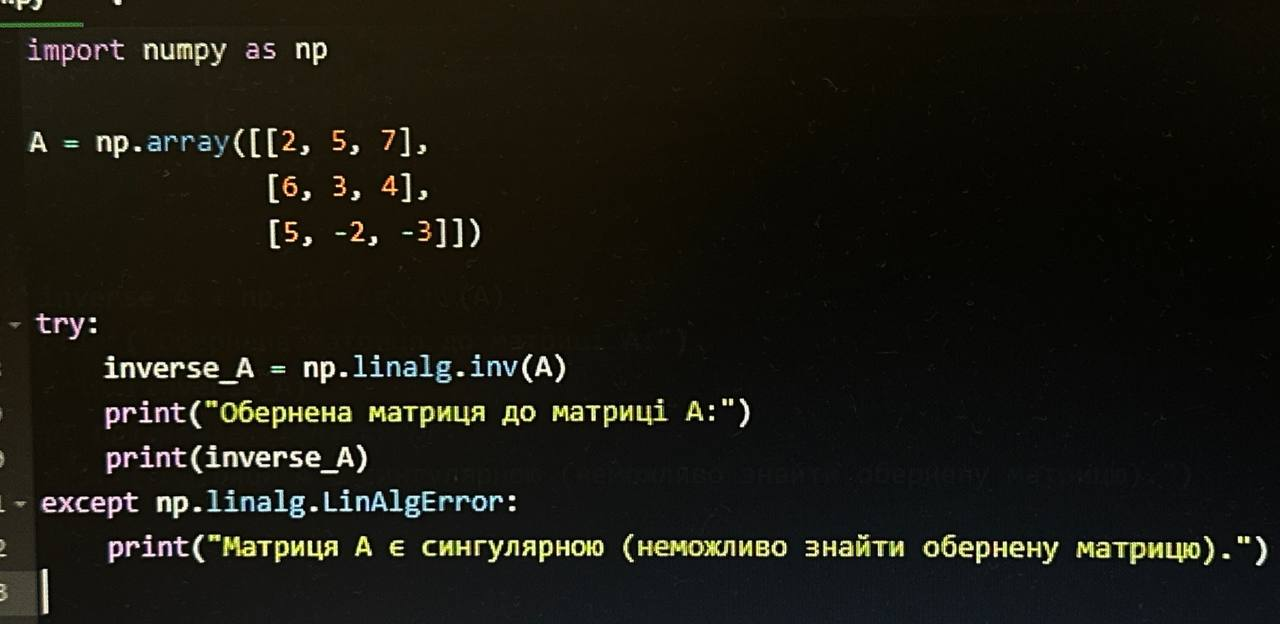 import numpy as np
A = np.array([[2, 5, 7],
[6, 3, 4],
[5, -2, -3]])
try:
inverse_A = np.linalg.inv(A)
print("Обернена матриця до матриці A:")
print(inverse_A)
except np.linalg.LinAlgError:
print("Матриця A є сингулярною (неможливо знайти обернену матрицю).")